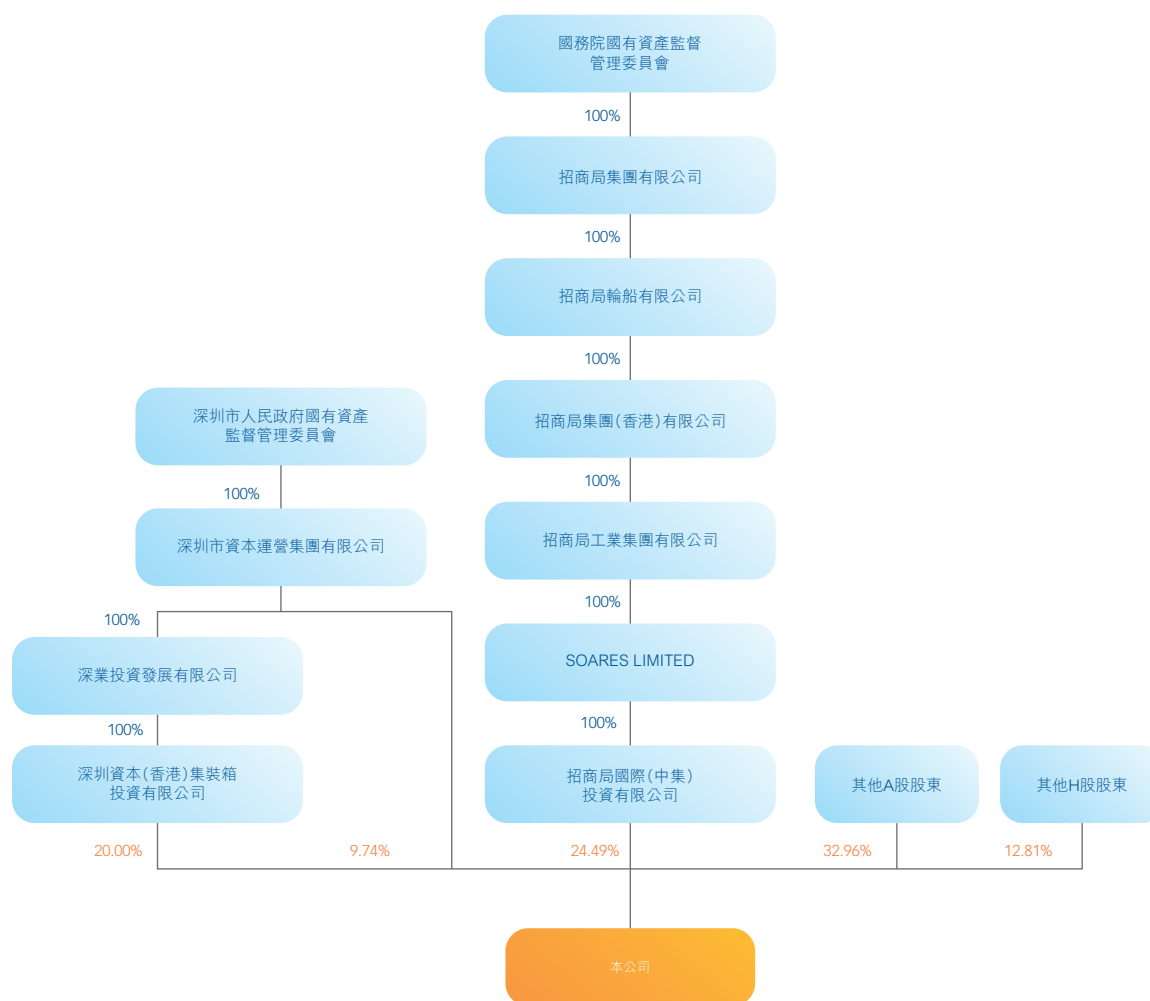 國務院國有資產監督
管理委員會
100%
招商局集團有限公司
100%
招商局輪船有限公司
100%
招商局集團(香港)有限公司
深圳市人民政府國有資產
監督管理委員會
100%
100%
招商局工業集團有限公司
深圳市資本運營集團有限公司
100%
100%
SOARES LIMITED
深業投資發展有限公司
100%
100%
深圳資本(香港)集裝箱
投資有限公司
招商局國際(中集)
投資有限公司
其他A股股東
其他H股股東
20.00%
9.74%
24.49%
32.96%
12.81%
本公司